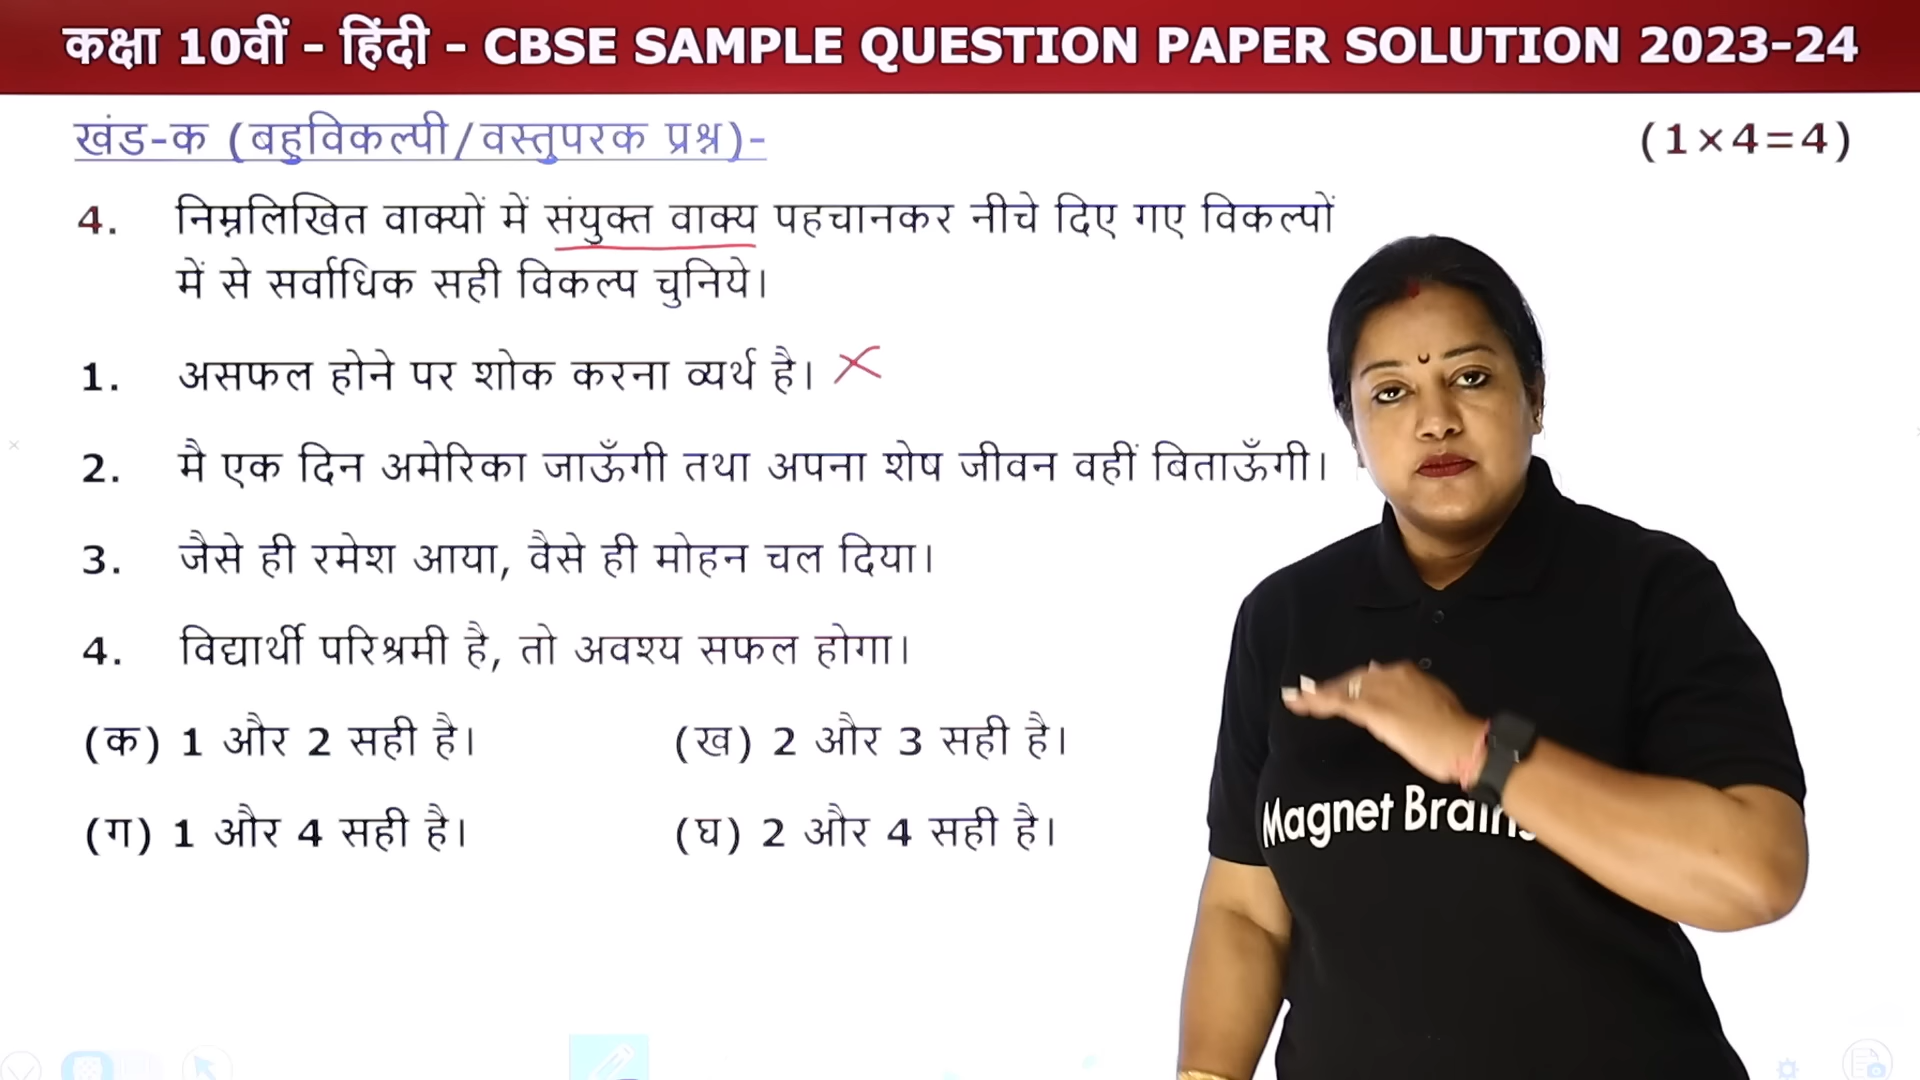 कक्षा 10वीं - हिंदी - CBSE SAMPLE QUESTION PAPER SOLUTION 2023-24
खंड-क (बहुविकल्पी/वस्तुपरक प्रश्न)- (1×4=4)
4. निम्नलिखित वाक्यों में संयुक्त वाक्य पहचानकर नीचे दिए गए विकल्पों
में से सर्वाधिक सही विकल्प चुनिये।
1. असफल होने पर शोक करना व्यर्थ है।
2. मै एक दिन अमेरिका जाऊँगी तथा अपना शेष जीवन वहीं बिताऊँगी।
3. जैसे ही रमेश आया, वैसे ही मोहन चल दिया।
4. विद्यार्थी परिश्रमी है, तो अवश्य सफल होगा।
(क) 1 और 2 सही है। (ख) 2 और 3 सही है।
(ग) 1 और 4 सही है। (घ) 2 और 4 सही है।
Magnet Brains